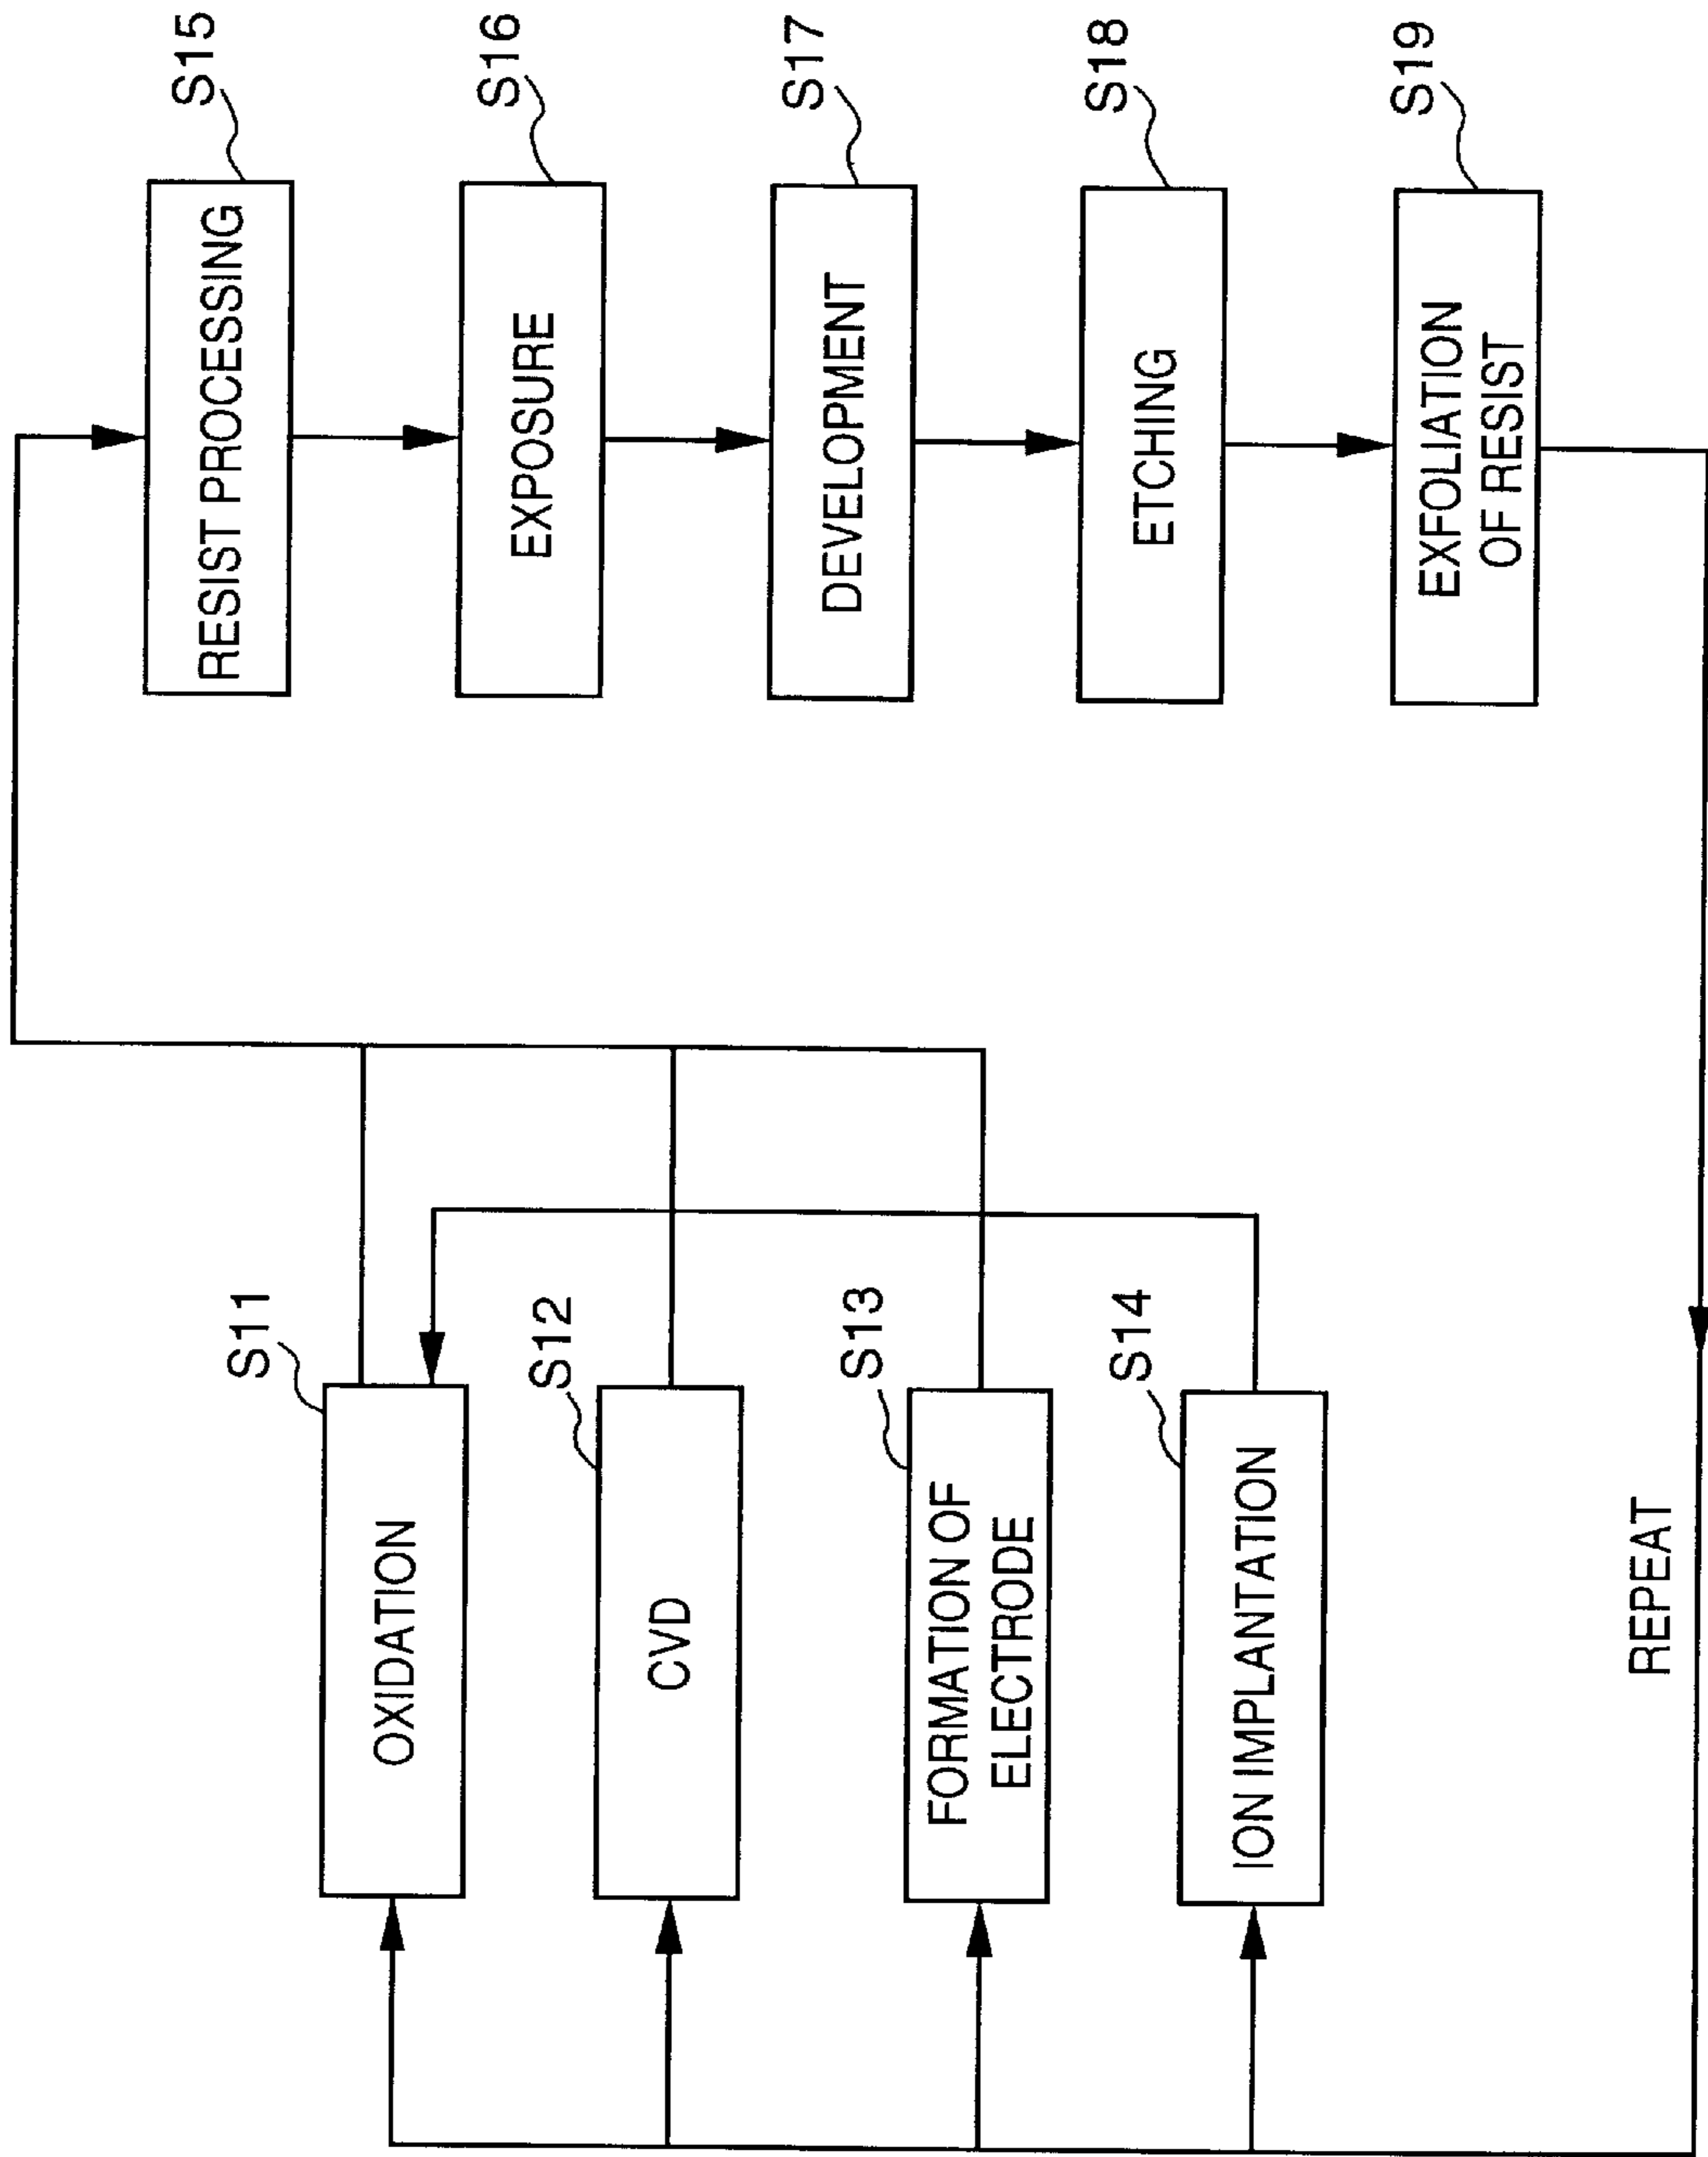 S11
OXIDATION
S12
CVD
S13
FORMATION OF
ELECTRODE
S14
ION IMPLANTATION
REPEAT
S15
RESIST PROCESSING
S16
EXPOSURE
S17
DEVELOPMENT
S18
ETCHING
S19
EXFOLIATION
OF RESIST